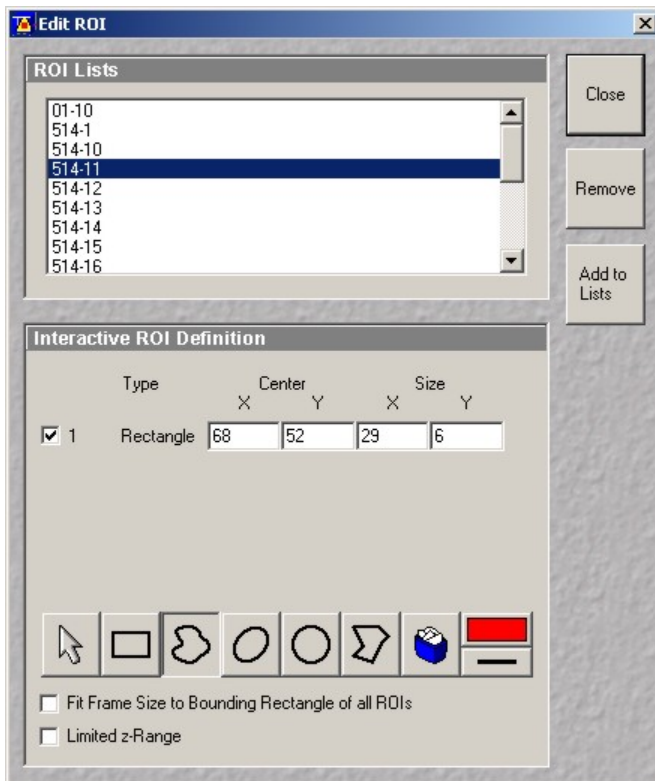 Edit ROI
ROI Lists
01-10
514-1
514-10
514-11
514-12
514-13
514-14
514-15
514-16
Close
Remove
Add to
Lists
Interactive ROI Definition
Type Center Size
X Y X Y
1 Rectangle 68 52 29 6
Fit Frame Size to Bounding Rectangle of all ROIs
Limited z-Range